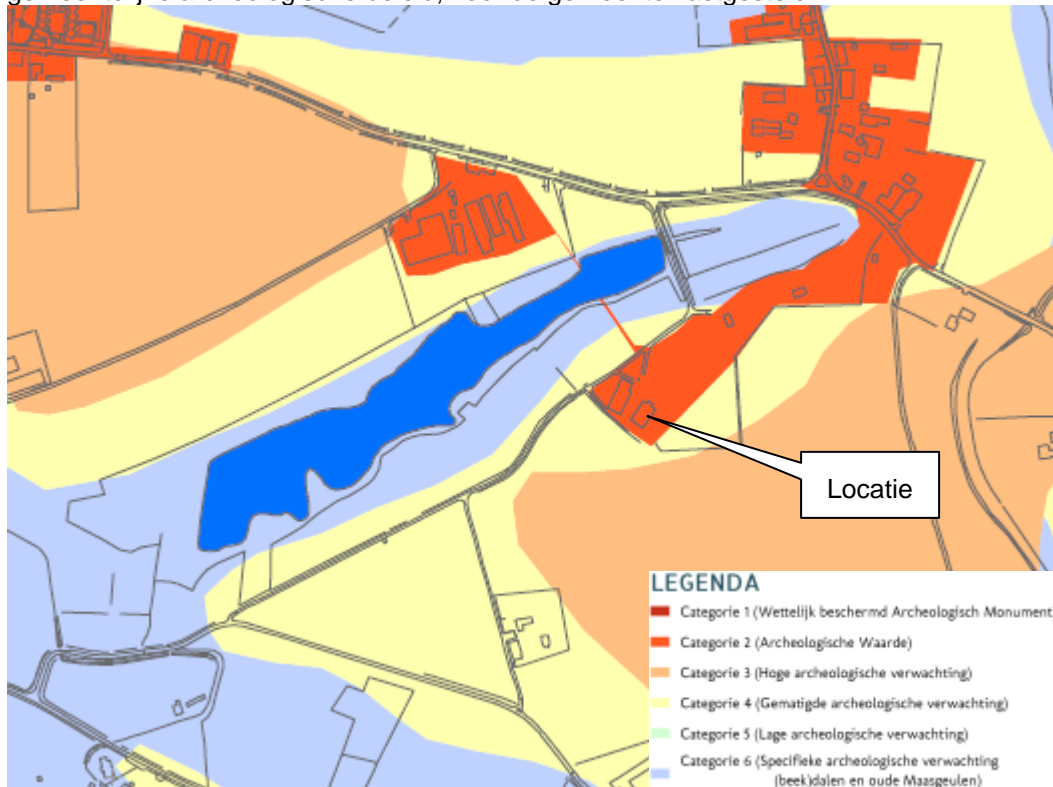 Locatie
LEGENDA
Categorie 1 (Wettelijk beschermd Archeologisch Monument
Categorie 2 (Archeologische Waarde)
Categorie 3 (Hoge archeologische verwachting)
Categorie 4 (Gematigde archeologische verwachting)
Categorie 5 (Lage archeologische verwachting)
Categorie 6 (Specifieke archeologische verwachting
(beek)dalen en oude Maasgeulen)